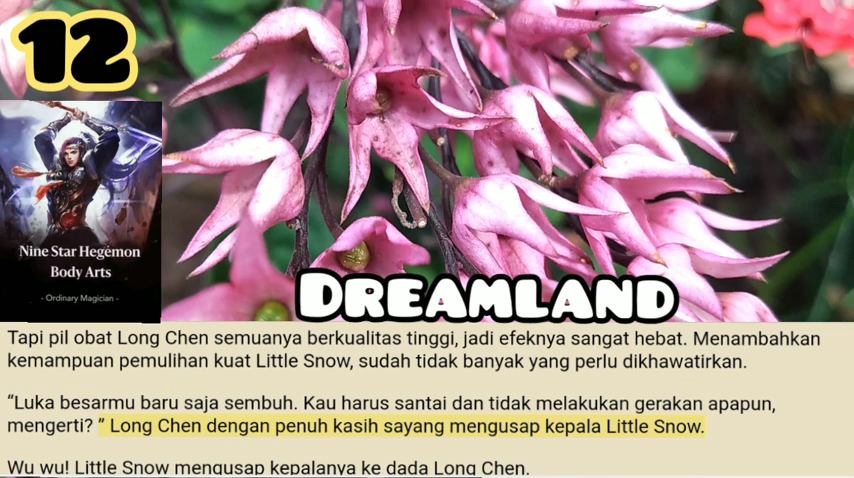 12
Nine Star Hegemon
Body Arts
- Ordinary Magician -
DREAMLAND
Tapi pil obat Long Chen semuanya berkualitas tinggi, jadi efeknya sangat hebat. Menambahkan
kemampuan pemulihan kuat Little Snow, sudah tidak banyak yang perlu dikhawatirkan.
“Luka besarmu baru saja sembuh. Kau harus santai dan tidak melakukan gerakan apapun,
mengerti? ” Long Chen dengan penuh kasih sayang mengusap kepala Little Snow.
Wu wu! Little Snow mengusap kepalanya ke dada Long Chen.